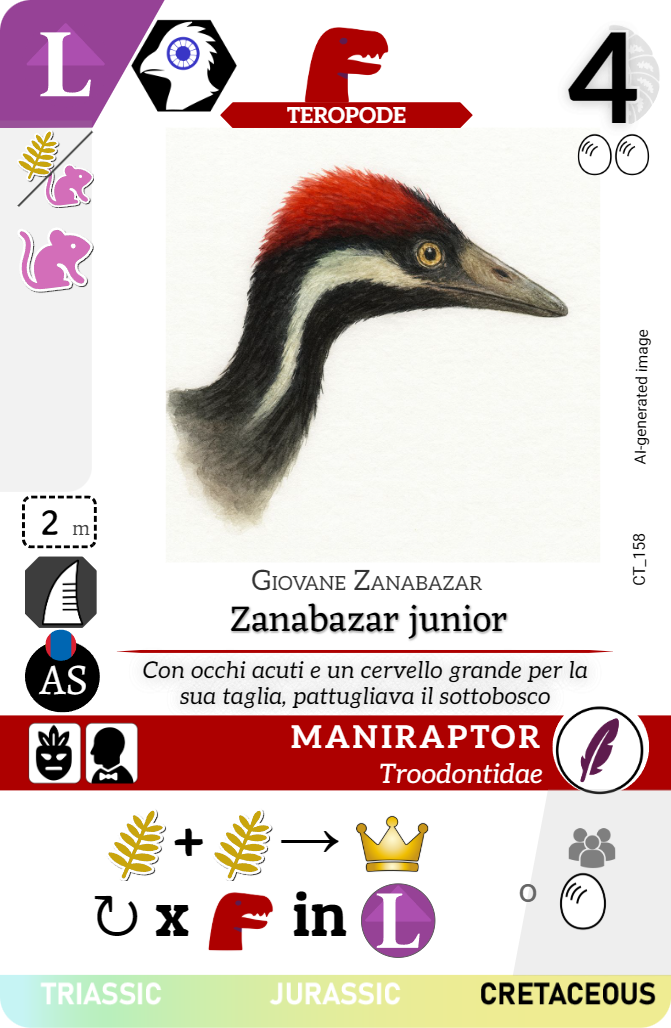 L
TEROPODE
4
AI-generated image
CT_158
2 m
AS
Giovane Zanabazar
Zanabazar junior
Con occhi acuti e un cervello grande per la
sua taglia, pattugliava il sottobosco
MANIRAPTOR
Troodontidae
+ →
↻ x in L
o
TRIASSIC JURASSIC CRETACEOUS